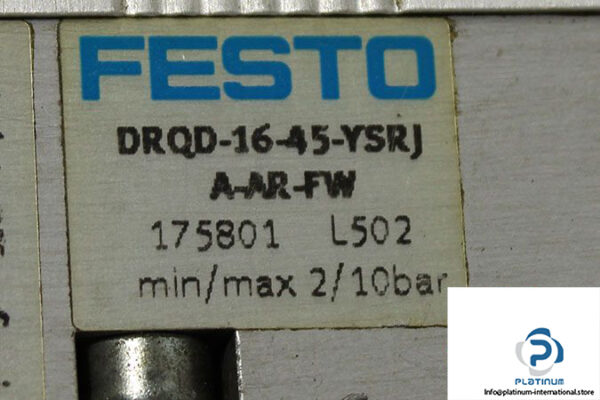 FESTO
DRQD-16-45-YSRJ
A-AR-FW
175801 L502
min/max 2/10bar
PLATINUM
Info@platinum-international.store